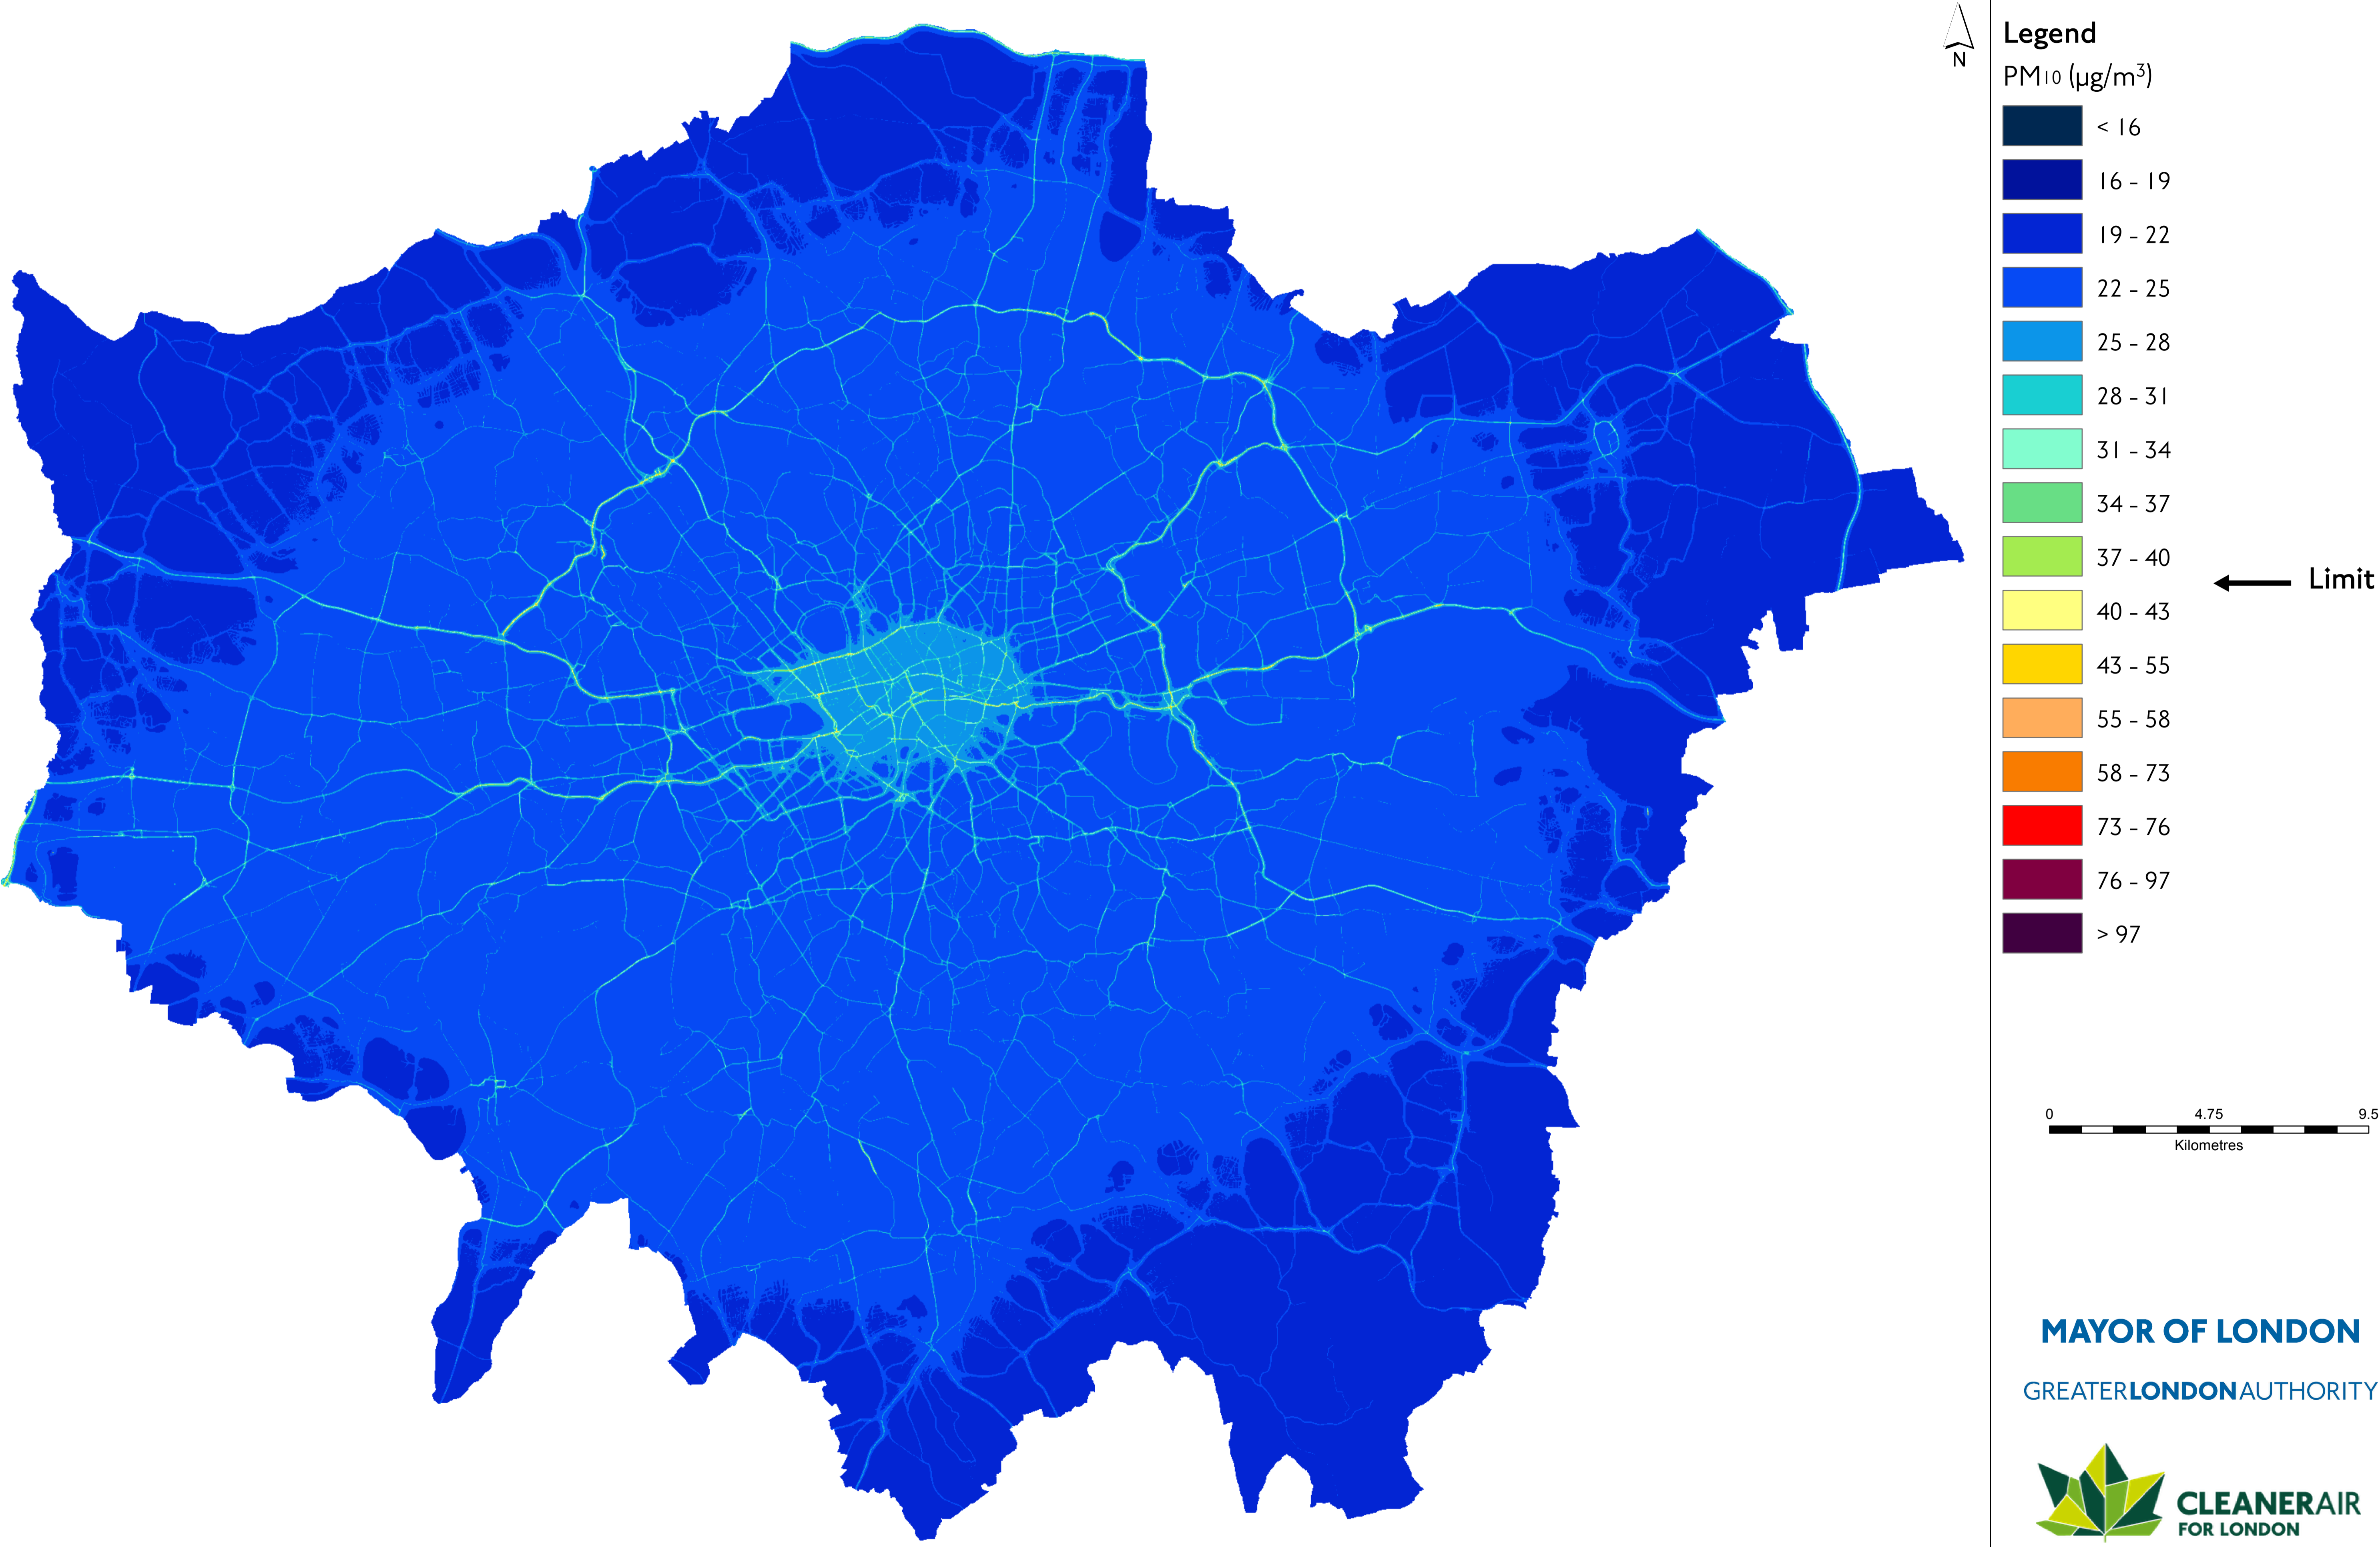 N
Legend
PM10 (µg/m³)
< 16
16 - 19
19 - 22
22 - 25
25 - 28
28 - 31
31 - 34
34 - 37
37 - 40
Limit
40 - 43
43 - 55
55 - 58
58 - 73
73 - 76
76 - 97
> 97
0 4.75 9.5
Kilometres
MAYOR OF LONDON
GREATERLONDONAUTHORITY
CLEANERAIR
FOR LONDON